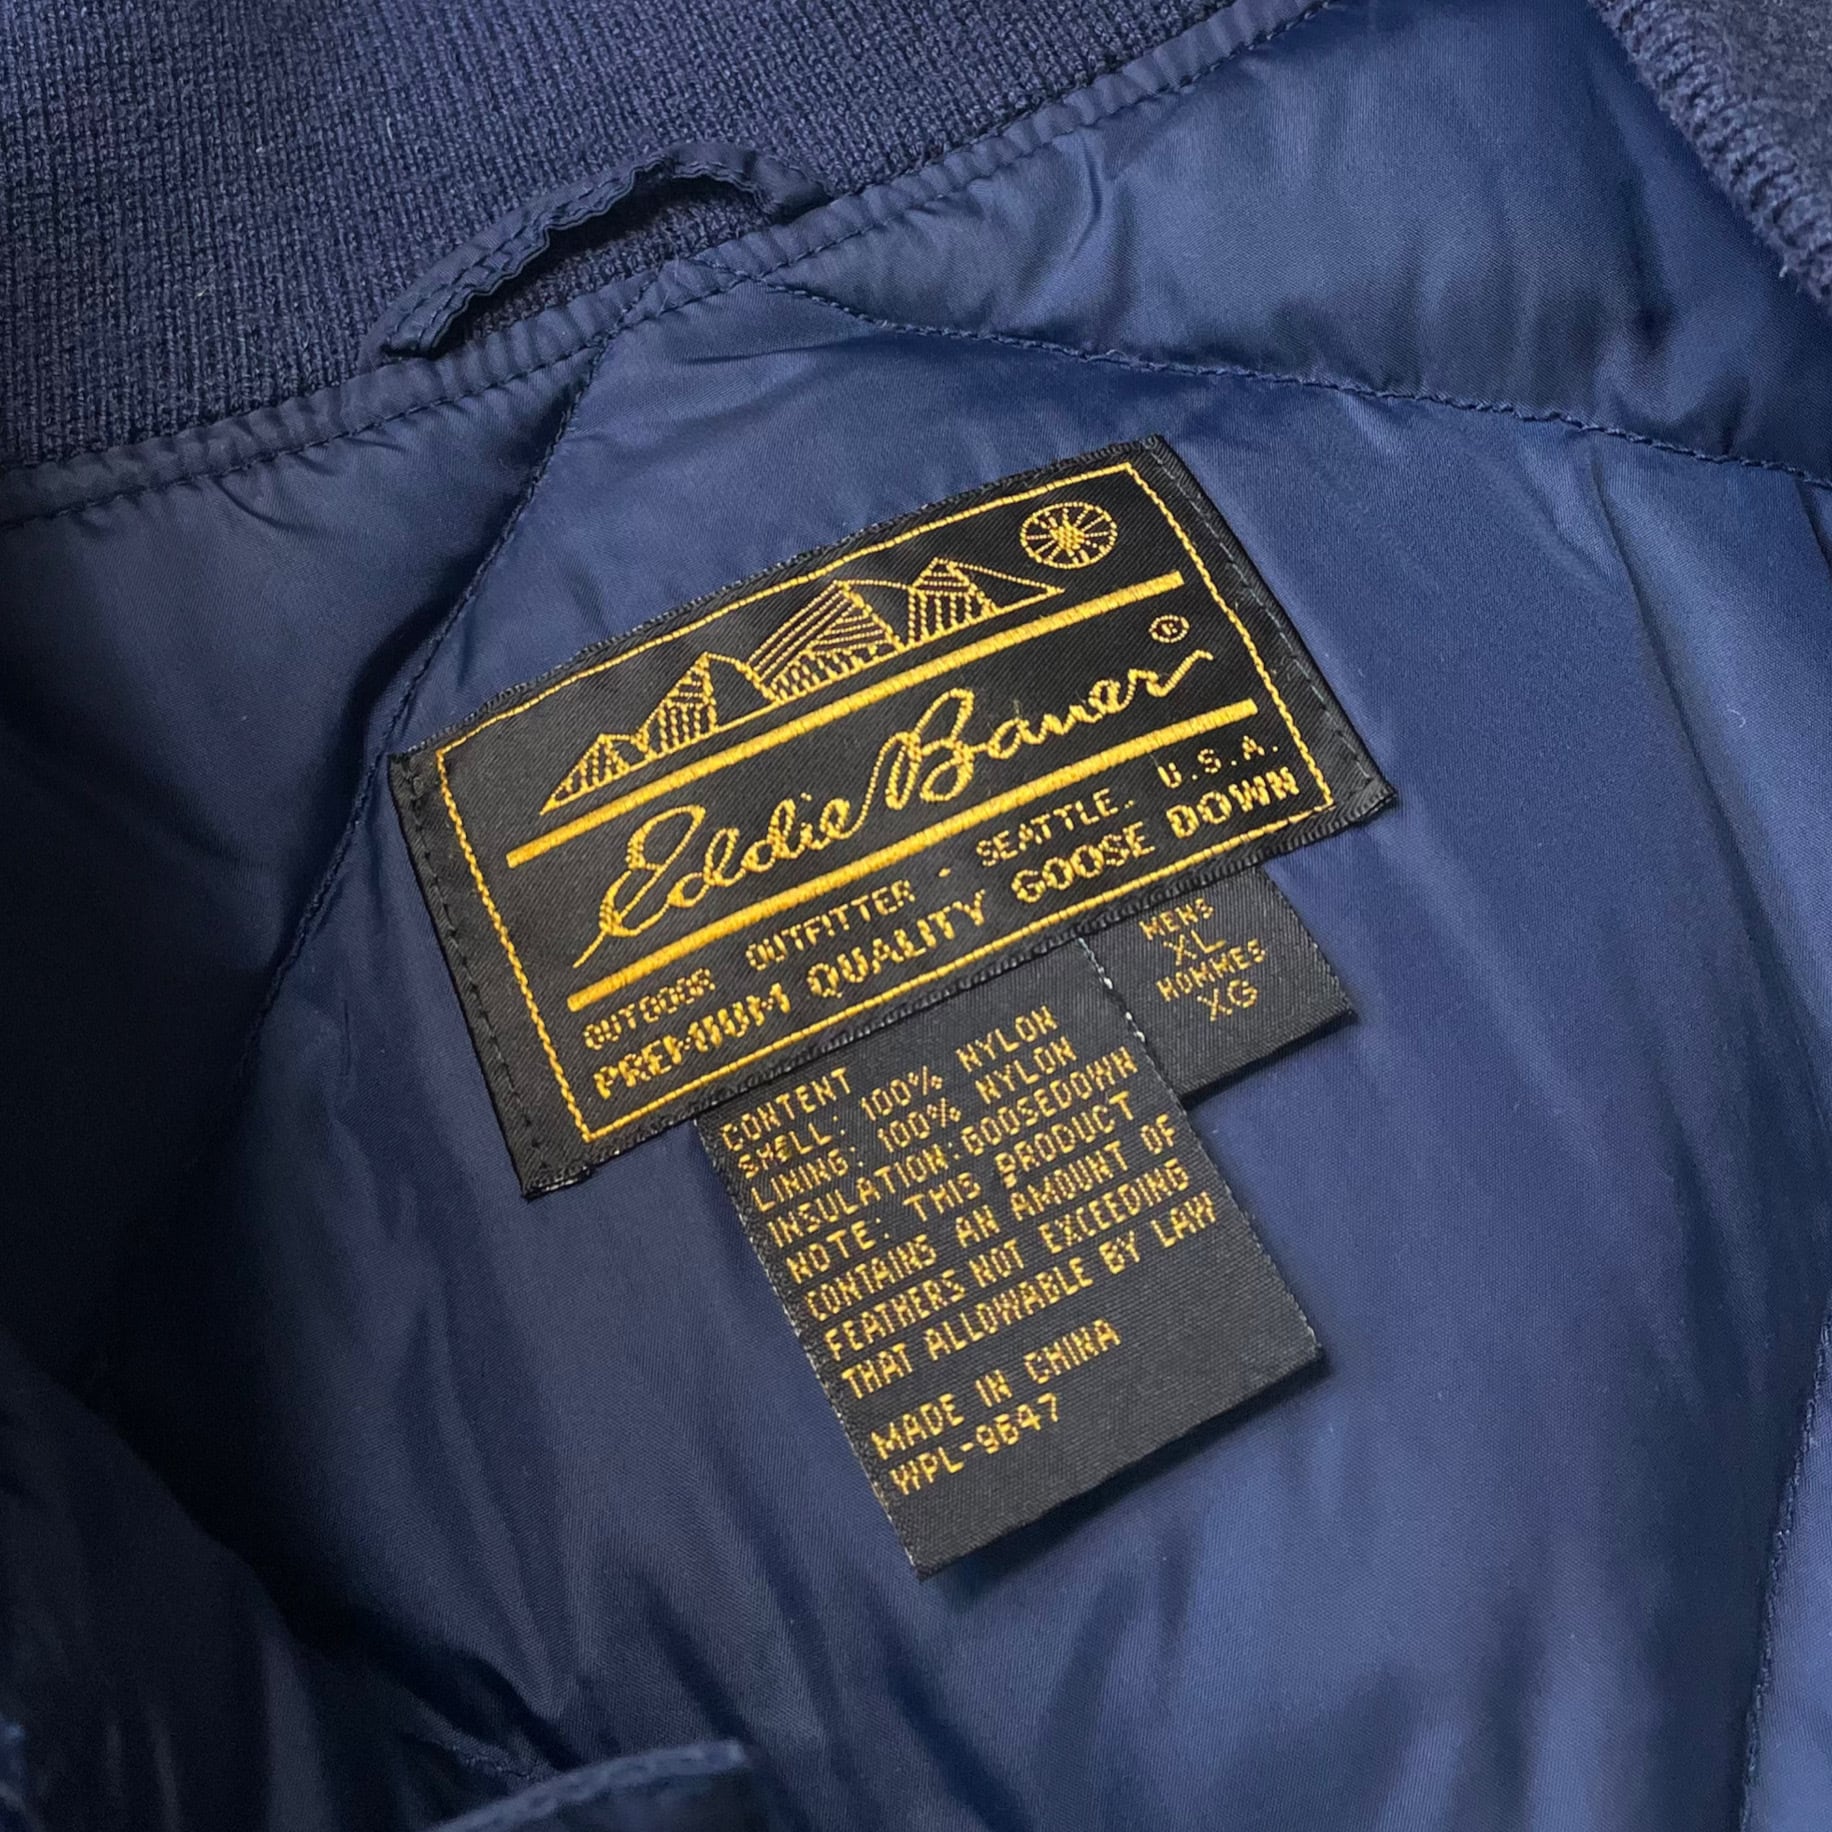 Eddie Bauer®
OUTDOOR OUTFITTER · SEATTLE. U.S.A.
PREMIUM QUALITY GOOSE DOWN
MENS
XL
HOMMES
XG
CONTENT
SHELL: 100% NYLON
LINING: 100% NYLON
INSULATION: GOOSEDOWN
NOTE: THIS PRODUCT
CONTAINS AN AMOUNT OF
FEATHERS NOT EXCEEDING
THAT ALLOWABLE BY LAW
MADE IN CHINA
WPL-9647